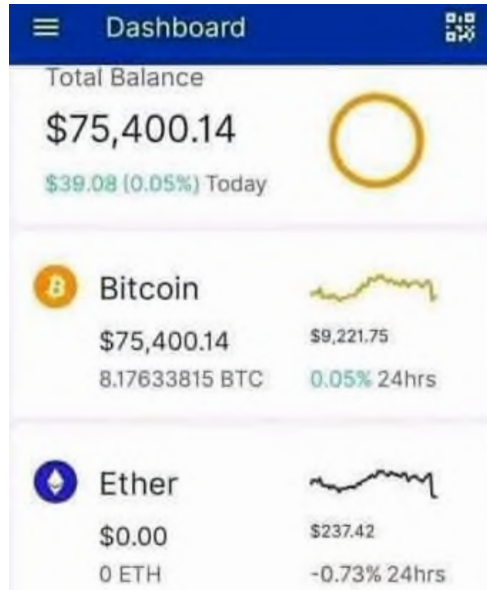 Dashboard
Total Balance
$75,400.14
$39.08 (0.05%) Today
Bitcoin
$75,400.14
$9,221.75
8.17633815 BTC
0.05% 24hrs
Ether
$0.00
$237.42
0 ETH
-0.73% 24hrs